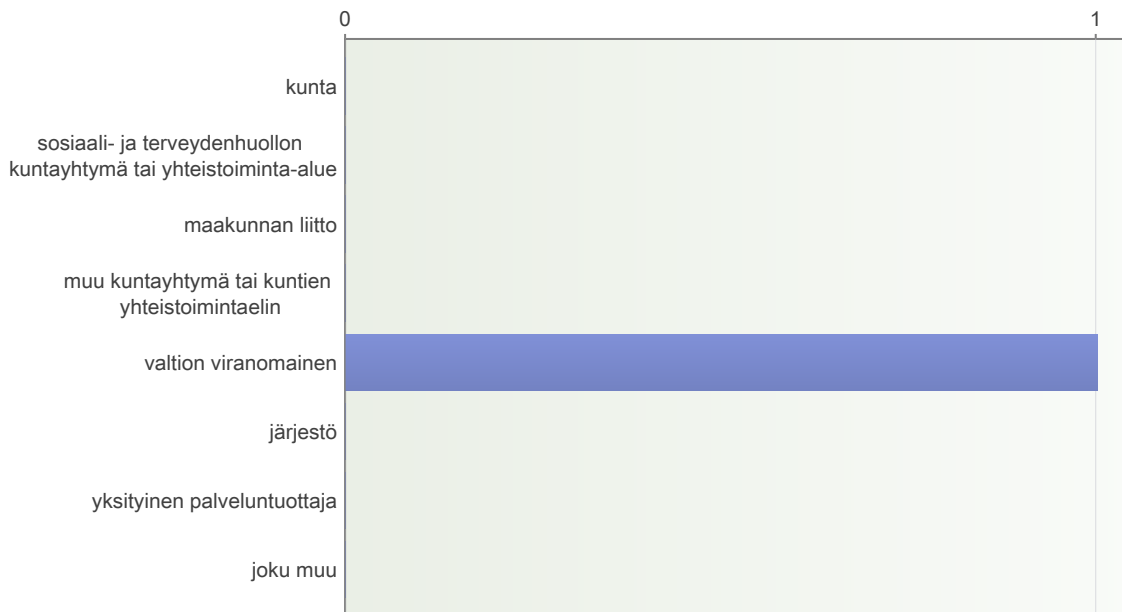 0 1
kunta
sosiaali- ja terveydenhuollon
kuntayhtymä tai yhteistoiminta-alue
maakunnan liitto
muu kuntayhtymä tai kuntien
yhteistoimintaelin
valtion viranomainen
järjestö
yksityinen palveluntuottaja
joku muu